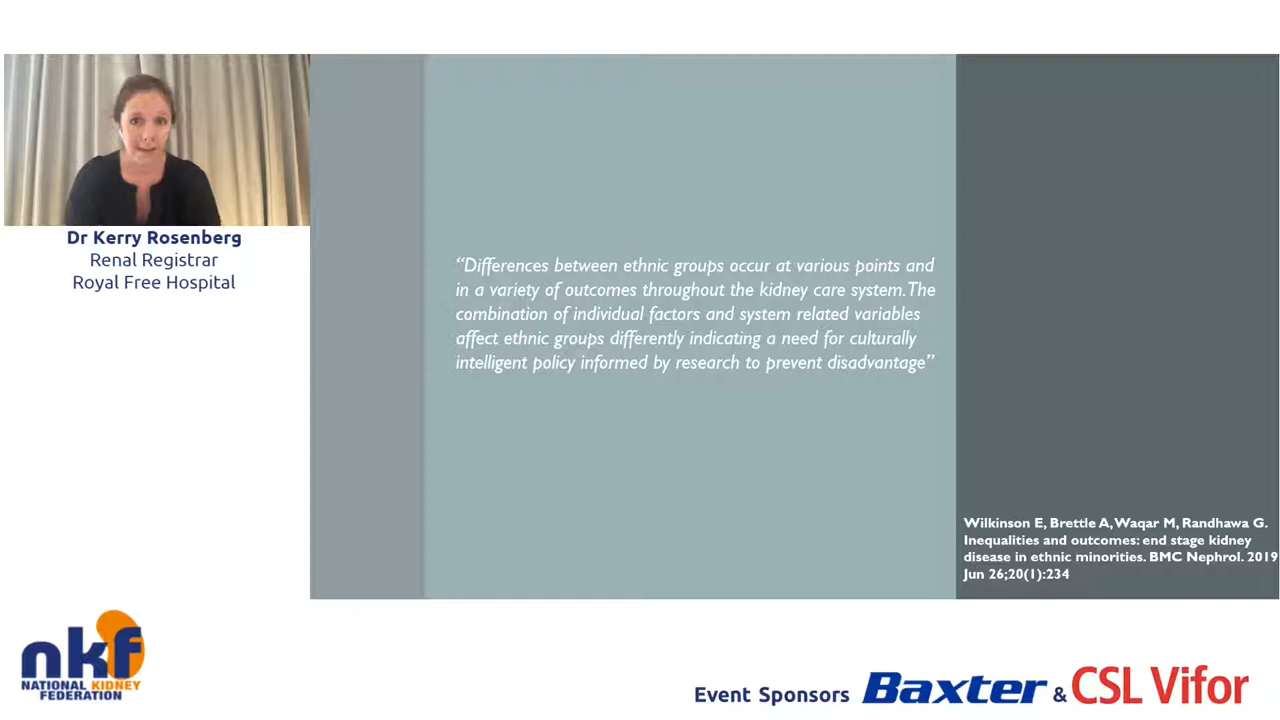 Dr Kerry Rosenberg
Renal Registrar
Royal Free Hospital
“Differences between ethnic groups occur at various points and
in a variety of outcomes throughout the kidney care system. The
combination of individual factors and system related variables
affect ethnic groups differently indicating a need for culturally
intelligent policy informed by research to prevent disadvantage”
Wilkinson E, Brettle A, Waqar M, Randhawa G.
Inequalities and outcomes: end stage kidney
disease in ethnic minorities. BMC Nephrol. 2019
Jun 26;20(1):234
nkf
NATIONAL KIDNEY
FEDERATION
Event Sponsors Baxter & CSL Vifor